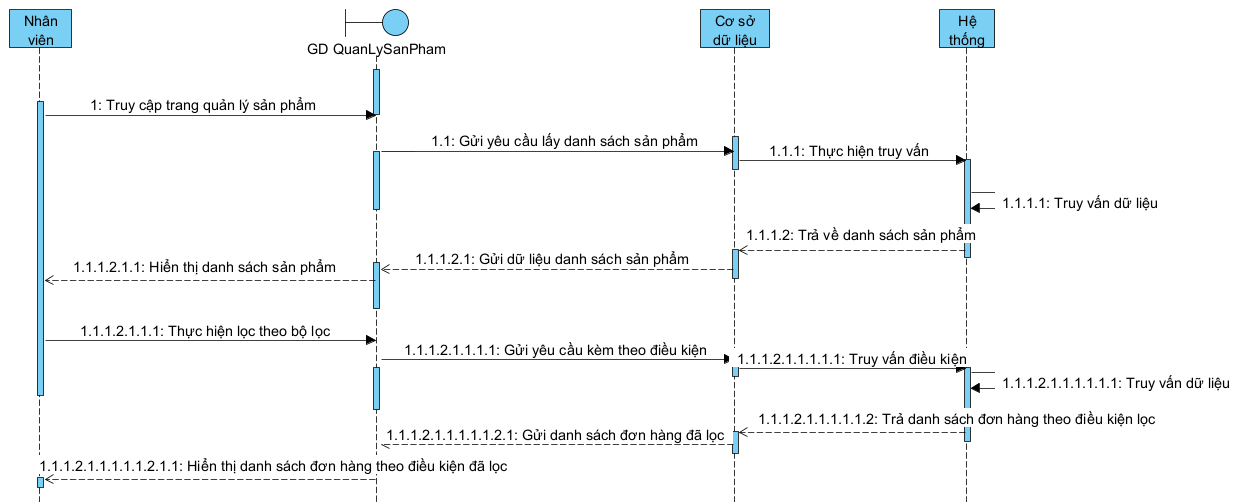 Nhân
viên
GD QuanLySanPham
Cơ sở
dữ liệu
Hệ
thống
1: Truy cập trang quản lý sản phẩm
1.1: Gửi yêu cầu lấy danh sách sản phẩm
1.1.1: Thực hiện truy vấn
1.1.1.1: Truy vấn dữ liệu
1.1.1.2: Trả về danh sách sản phẩm
1.1.1.2.1: Gửi dữ liệu danh sách sản phẩm
1.1.1.2.1.1: Hiển thị danh sách sản phẩm
1.1.1.2.1.1.1: Thực hiện lọc theo bộ lọc
1.1.1.2.1.1.1.1: Gửi yêu cầu kèm theo điều kiện
1.1.1.2.1.1.1.1.1: Truy vấn điều kiện
1.1.1.2.1.1.1.1.1.1: Truy vấn dữ liệu
1.1.1.2.1.1.1.1.1.2: Trả danh sách đơn hàng theo điều kiện lọc
1.1.1.2.1.1.1.1.1.2.1: Gửi danh sách đơn hàng đã lọc
1.1.1.2.1.1.1.1.1.2.1.1: Hiển thị danh sách đơn hàng theo điều kiện đã lọc